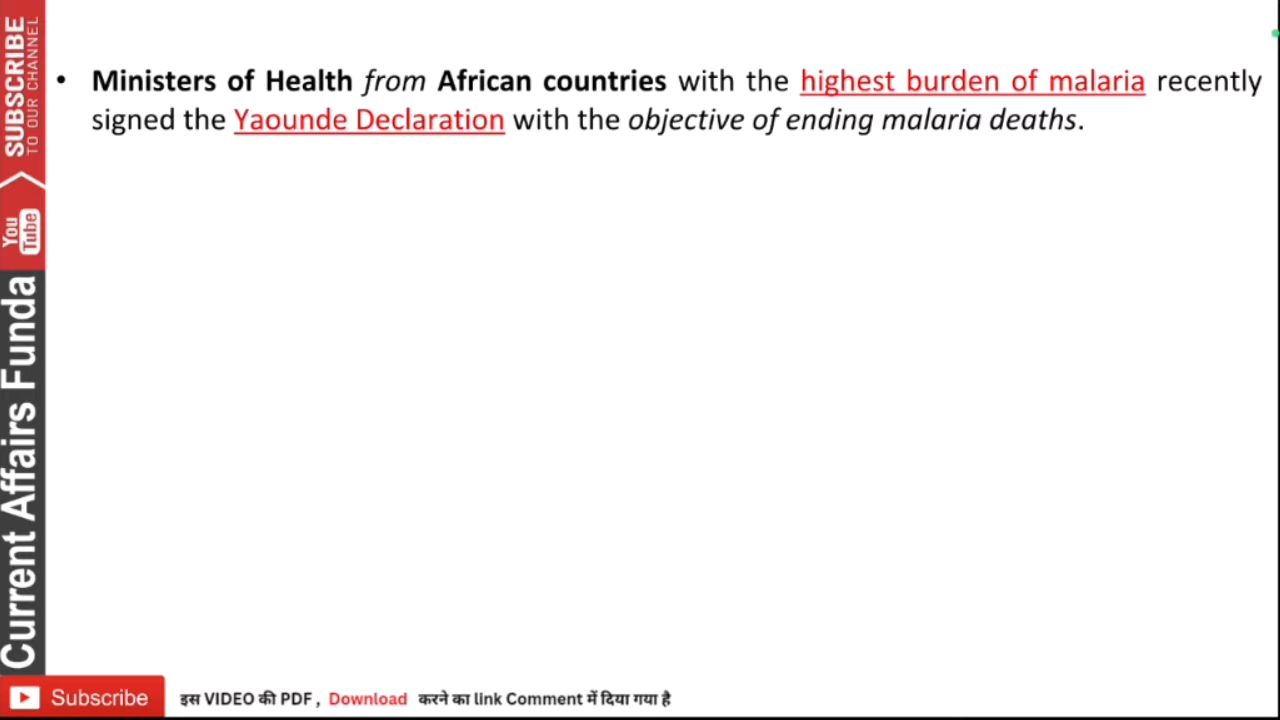 • Ministers of Health from African countries with the highest burden of malaria recently
signed the Yaounde Declaration with the objective of ending malaria deaths.
SUBSCRIBE
TO OUR CHANNEL
You
Tube
Current Affairs Funda
Subscribe
इस VIDEO की PDF , Download करने का link Comment में दिया गया है